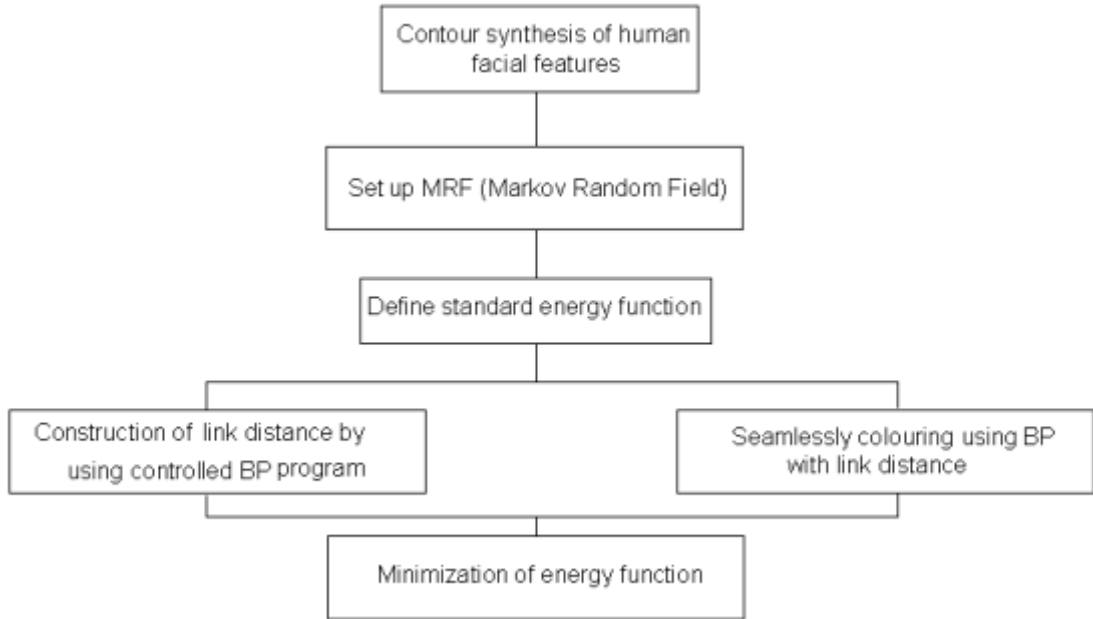 Contour synthesis of human
facial features
Set up MRF (Markov Random Field)
Define standard energy function
Construction of link distance by
using controlled BP program
Seamlessly colouring using BP
with link distance
Minimization of energy function